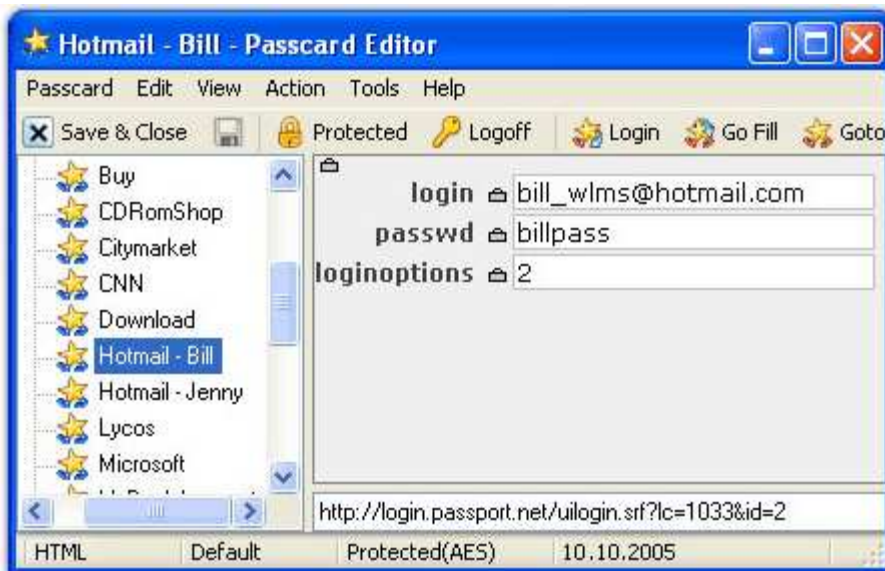 Hotmail - Bill - Passcard Editor
Passcard Edit View Action Tools Help
Save & Close Protected Logoff Login Go Fill Goto
Buy
CDRomShop
Citymarket
CNN
Download
Hotmail - Bill
Hotmail - Jenny
Lycos
Microsoft
login bill_wlms@hotmail.com
passwd billpass
loginoptions 2
http://login.passport.net/uilogin.srf?lc=1033&id=2
HTML Default Protected(AES) 10.10.2005